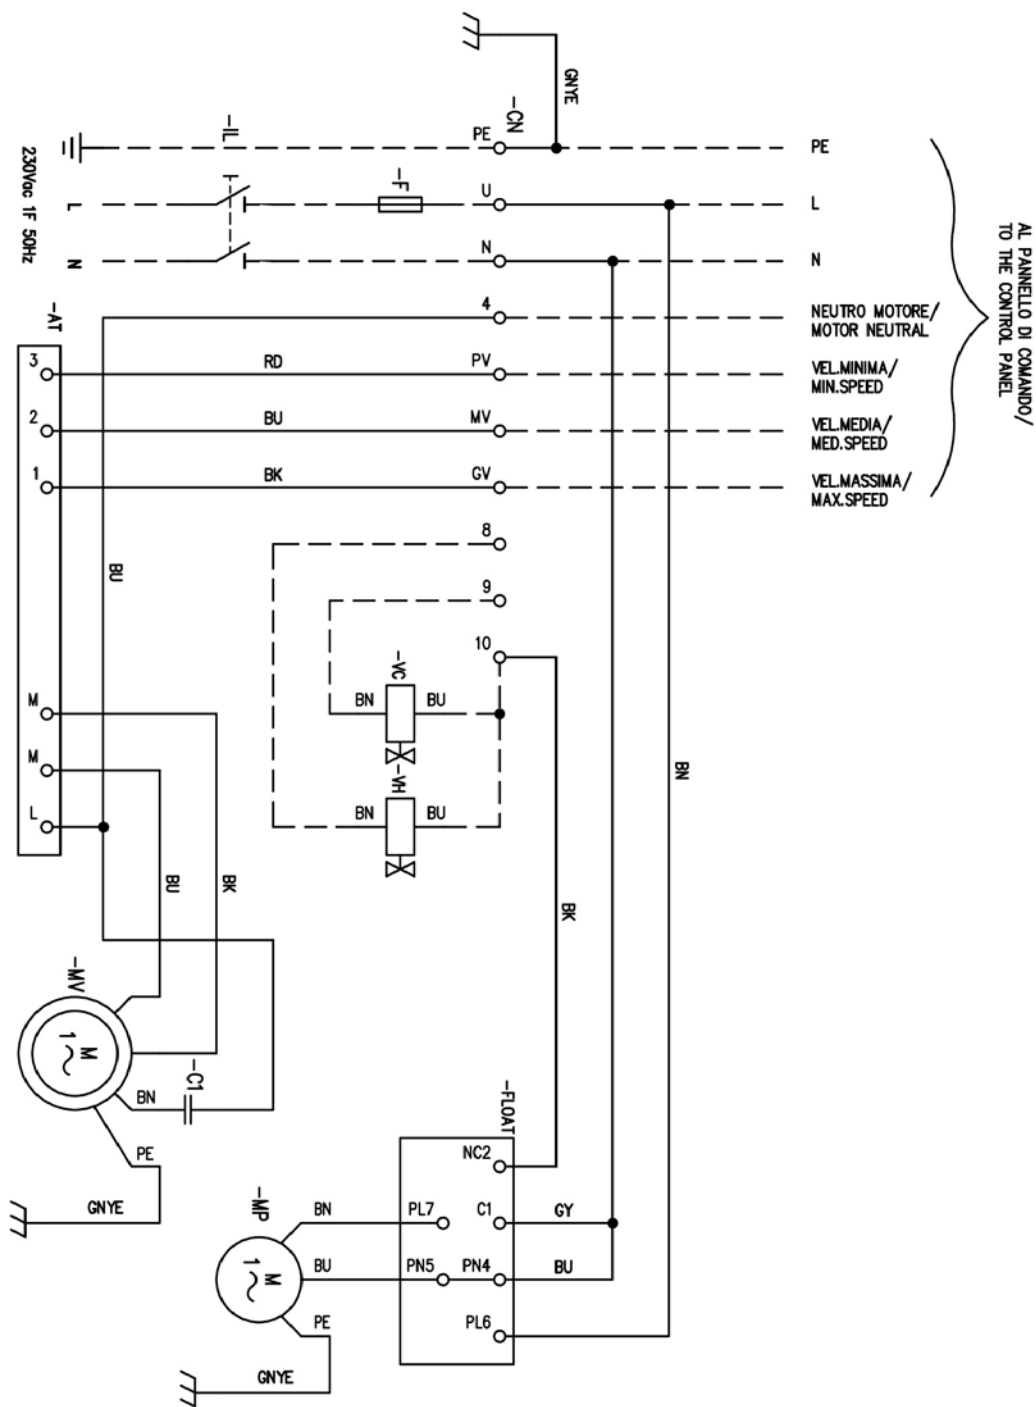 AL PANNELLO DI COMANDO/
TO THE CONTROL PANEL
GNYE
-CN
-IL
PE
PE
230Vac 1F 50Hz
L
-F
U
L
N
N
N
-AT
4
NEUTRO MOTORE/
MOTOR NEUTRAL
3
RD
PV
VEL.MINIMA/
MIN.SPEED
2
BU
MV
VEL.MEDIA/
MED.SPEED
1
BK
GV
VEL.MASSIMA/
MAX.SPEED
8
BU
9
10
-VC
M
BN
BU
M
-VH
BN
L
BN
BU
BU
BK
BK
-MV
M
1~
-C1
BN
-FLOAT
PE
NC2
GNYE
-MP
BN
PL7
C1
GY
M
1~
BU
PN5
PN4
BU
PE
PL6
GNYE